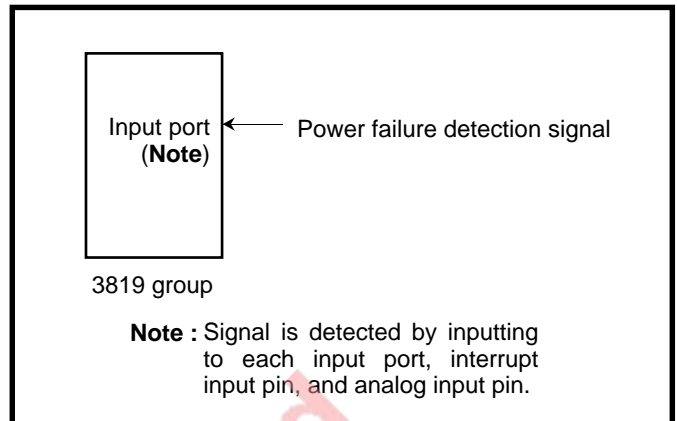 Input port
(Note)
Power failure detection signal
3819 group
Note : Signal is detected by inputting
to each input port, interrupt
input pin, and analog input pin.